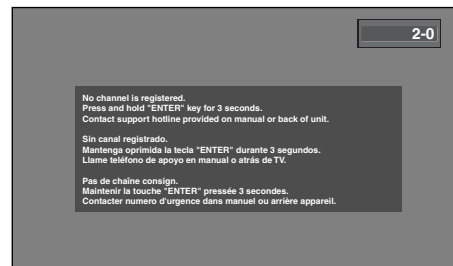 2-0
No channel is registered.
Press and hold "ENTER" key for 3 seconds.
Contact support hotline provided on manual or back of unit.
Sin canal registrado.
Mantenga oprimida la tecla "ENTER" durante 3 segundos.
Llame teléfono de apoyo en manual o atrás de TV.
Pas de chaîne consign.
Maintenir la touche "ENTER" pressée 3 secondes.
Contacter numero d'urgence dans manuel ou arrière appareil.